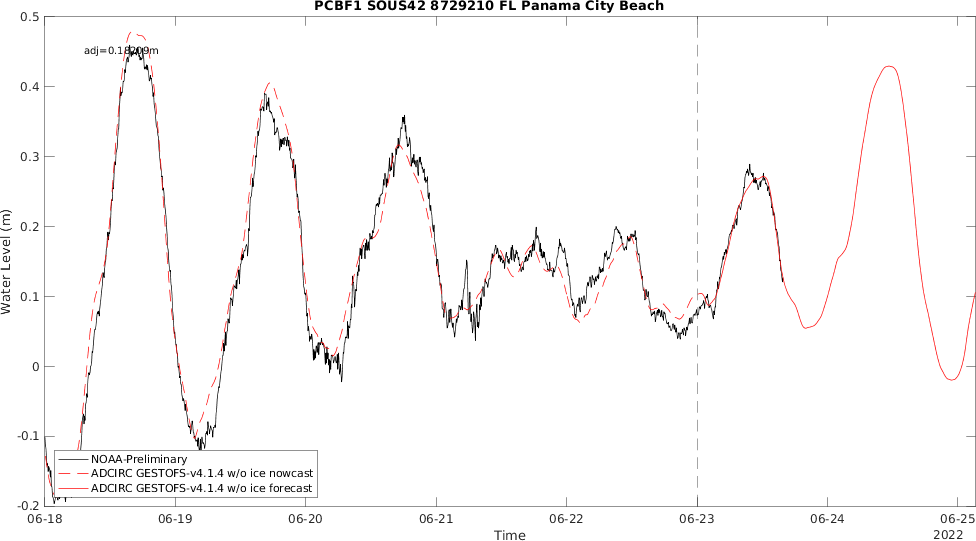 PCBF1 SOUS42 8729210 FL Panama City Beach
0.5
adj=0.18209m
0.4
0.3
0.2
0.1
0
-0.1
-0.2
Water Level (m)
NOAA-Preliminary
ADCIRC GESTOFS-v4.1.4 w/o ice nowcast
ADCIRC GESTOFS-v4.1.4 w/o ice forecast
06-18 06-19 06-20 06-21 06-22 06-23 06-24 06-25
Time
2022